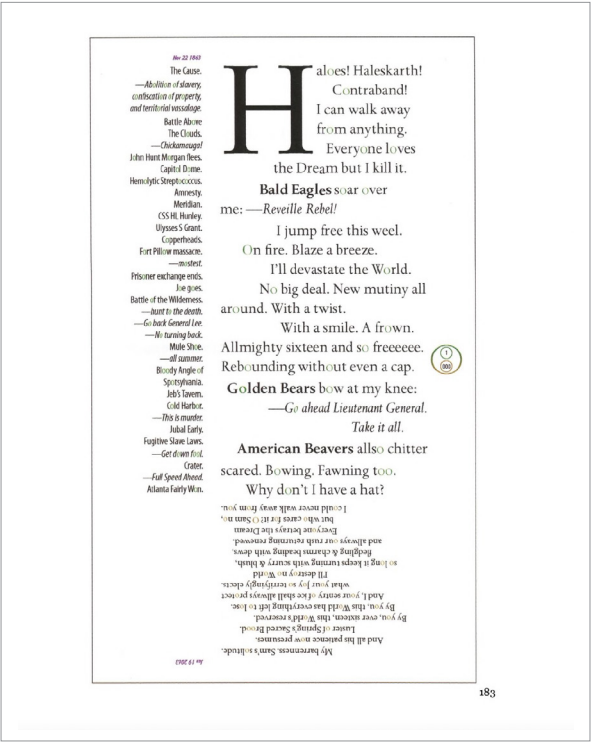 Nov 22 1863
The Cause.
—Abolition of slavery,
confiscation of property,
and territorial vassalage.
Battle Above
The Clouds.
—Chickamauga!
John Hunt Morgan flees.
Capitol Dome.
Hemolytic Streptococcus.
Amnesty.
Meridian.
CSS HL Hunley.
Ulysses S Grant.
Copperheads.
Fort Pillow massacre.
—mostest.
Prisoner exchange ends.
Joe goes.
Battle of the Wilderness.
—hunt to the death.
—Go back General Lee.
—No turning back.
Mule Shoe.
—all summer.
Bloody Angle of
Spotsylvania.
Jeb's Tavern.
Cold Harbor.
—This is murder.
Jubal Early.
Fugitive Slave Laws.
—Get down fool.
Crater.
—Full Speed Ahead.
Atlanta Fairly Won.
Haloes! Haleskarth!
Contraband!
I can walk away
from anything.
Everyone loves
the Dream but I kill it.
Bald Eagles soar over
me: —Reveille Rebel!
I jump free this weel.
On fire. Blaze a breeze.
I'll devastate the World.
No big deal. New mutiny all
around. With a twist.
With a smile. A frown.
Allmighty sixteen and so freeeeee.
Rebounding without even a cap.
Golden Bears bow at my knee:
—Go ahead Lieutenant General.
Take it all.
American Beavers allso chitter
scared. Bowing. Fawning too.
Why don't I have a hat?
1
003
My barrenness. Sam's solitude.
And all his patience now presumes.
Luster of Spring's Sacred Brood.
By you, ever sixteen, this World's reserved.
By you, this World has everything left to lose.
And I, your sentry of ice shall allways protect
what your Joy so terrifyingly elects.
I'll destroy no World
so long it keeps turning with scurry & blush,
fledgling & charms beading with dews,
and allways our rush returning renewed.
Everyone betrays the Dream
but who cares for it? O Sam no,
I could never walk away from you.
Jan 19 2063
183